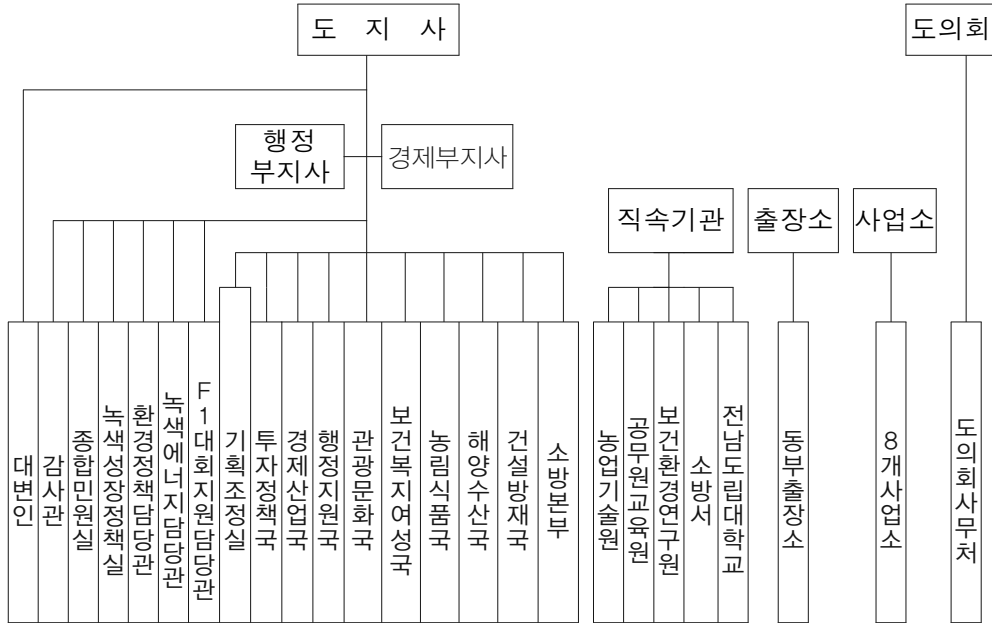 도 지 사
도의회
행정
부지사
경제부지사
직속기관
출장소
사업소
대변인
감사관
종합민원실
녹색성장정책실
환경정책담당관
녹색에너지담당관
F1대회지원담당관
기획조정실
투자정책국
경제산업국
행정지원국
관광문화국
보건복지여성국
농림식품국
해양수산국
건설방재국
소방본부
농업기술원
공무원교육원
보건환경연구원
소방서
전남도립대학교
동부출장소
8개사업소
도의회사무처